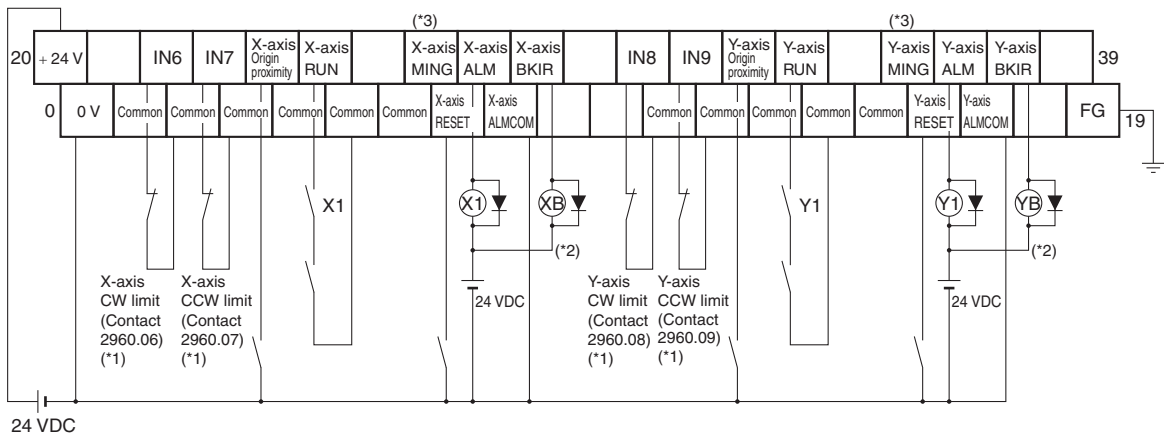 (*3) (*3)
20 + 24 V IN6 IN7 X-axis Origin proximity X-axis RUN X-axis MING X-axis ALM X-axis BKIR IN8 IN9 Y-axis Origin proximity Y-axis RUN Y-axis MING Y-axis ALM Y-axis BKIR 39
0 0 V Common Common Common Common Common Common X-axis RESET X-axis ALMCOM Common Common Common Common Common Y-axis RESET Y-axis ALMCOM FG 19
X1 X1 XB Y1 Y1 YB
(*2) (*2)
X-axis
CW limit
(Contact
2960.06)
(*1)
X-axis
CCW limit
(Contact
2960.07)
(*1)
24 VDC
Y-axis
CW limit
(Contact
2960.08)
(*1)
Y-axis
CCW limit
(Contact
2960.09)
(*1)
24 VDC
24 VDC